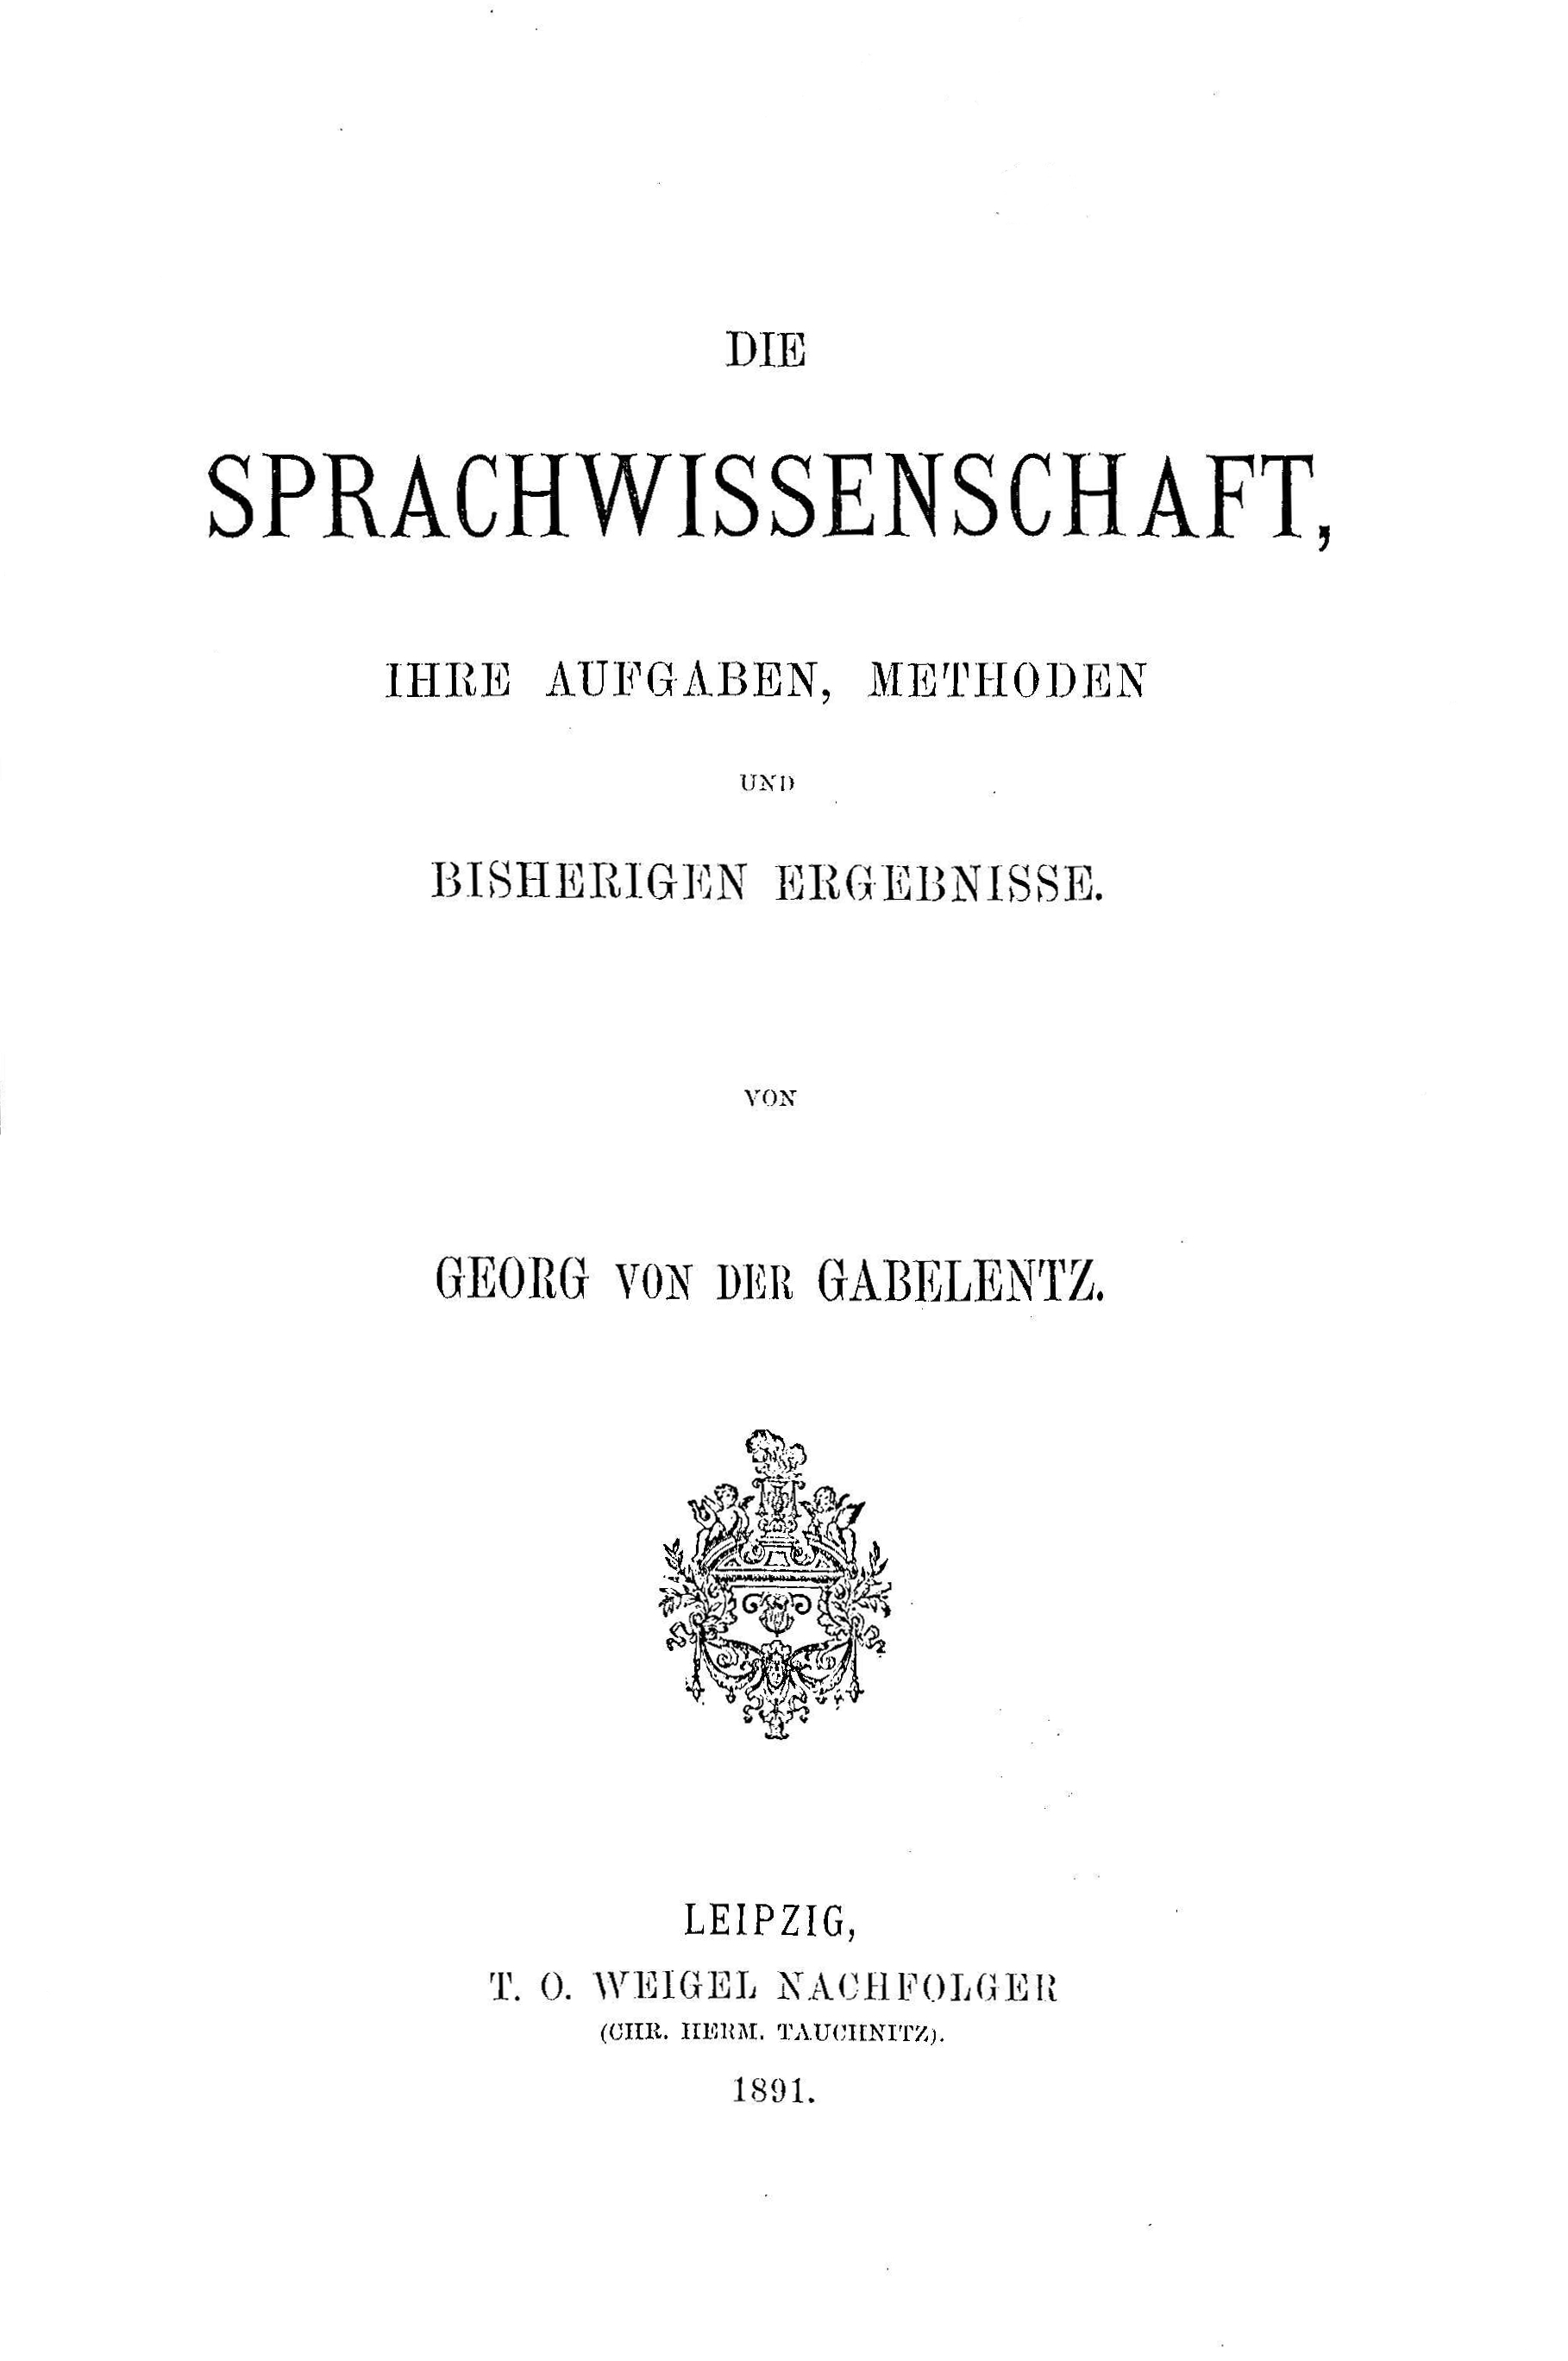 DIE
SPRACHWISSENSCHAFT,
IHRE AUFGABEN, METHODEN
UND
BISHERIGEN ERGEBNISSE.
VON
GEORG VON DER GABELENTZ.
LEIPZIG,
T. O. WEIGEL NACHFOLGER
(CHR. HERM. TAUCHNITZ).
1891.